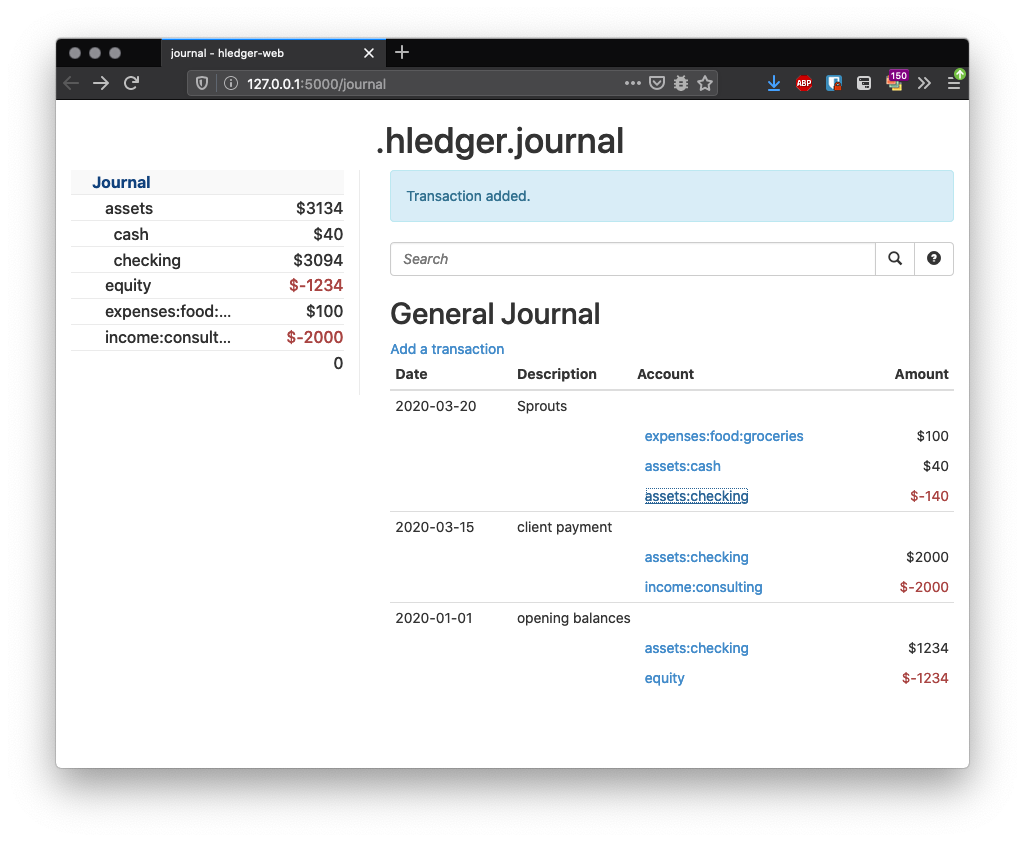 journal - hledger-web
127.0.0.1:5000/journal
ABP
150
.hledger.journal
Journal
assets $3134
cash $40
checking $3094
equity $-1234
expenses:food:... $100
income:consult... $-2000
0
Transaction added.
Search
General Journal
Add a transaction
Date Description Account Amount
2020-03-20 Sprouts
expenses:food:groceries $100
assets:cash $40
assets:checking $-140
2020-03-15 client payment
assets:checking $2000
income:consulting $-2000
2020-01-01 opening balances
assets:checking $1234
equity $-1234